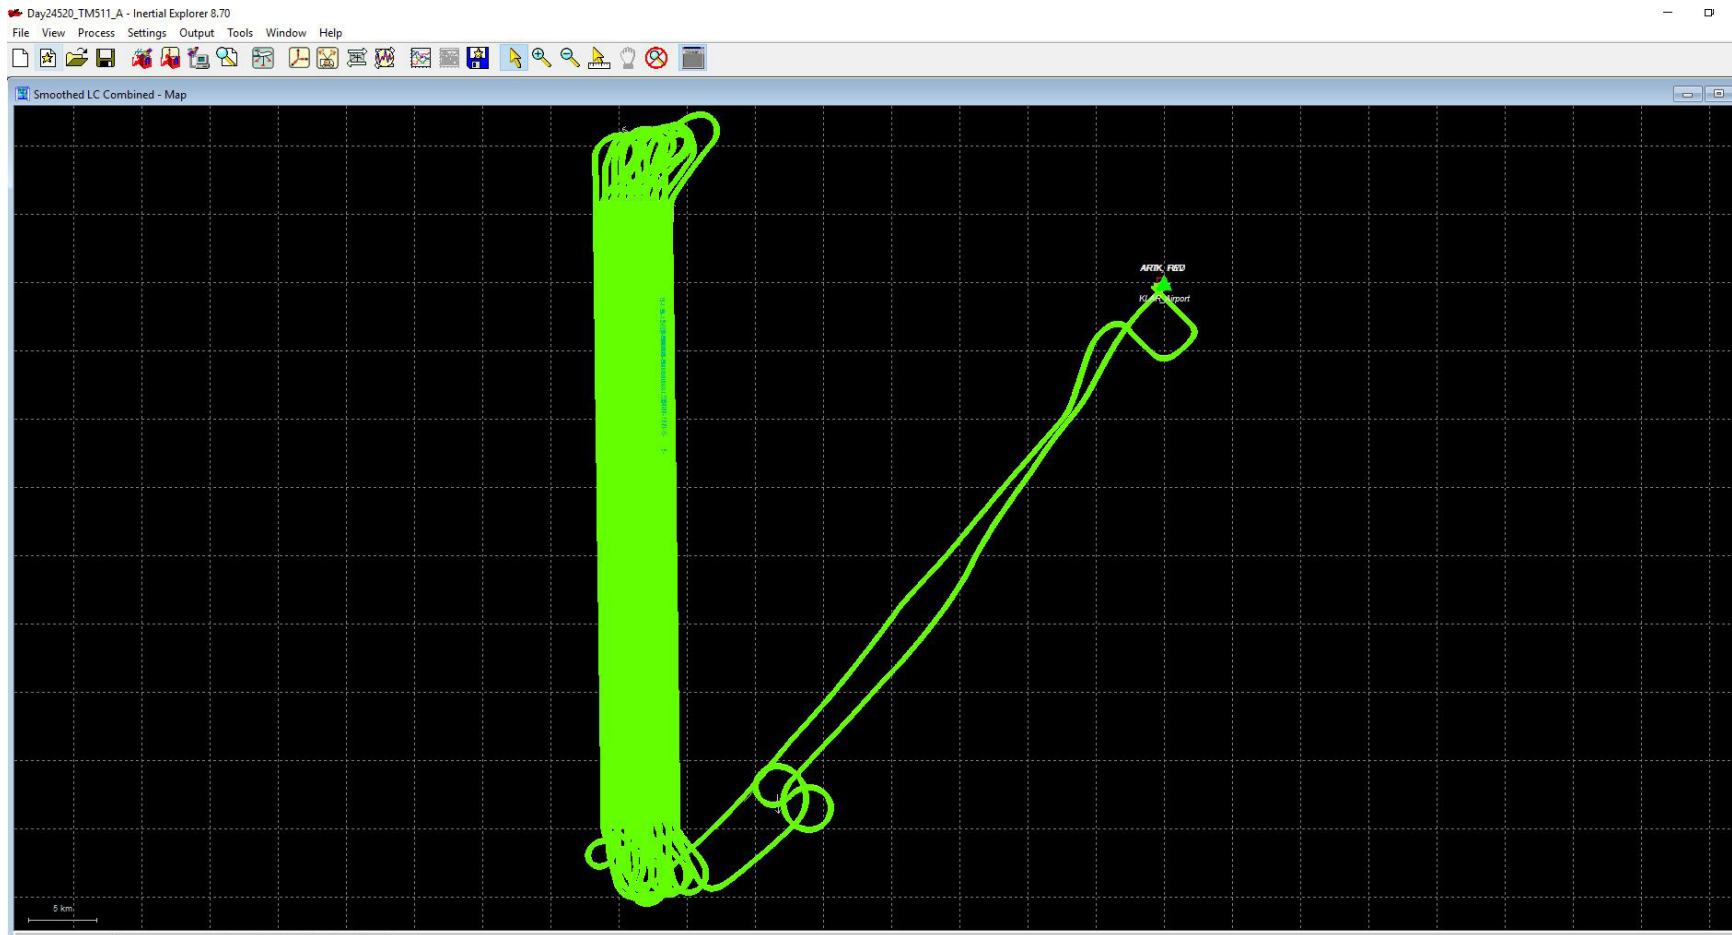 Day24520_TM511_A - Inertial Explorer 8.70
File View Process Settings Output Tools Window Help
Smoothed LC Combined - Map
Airport
5 km